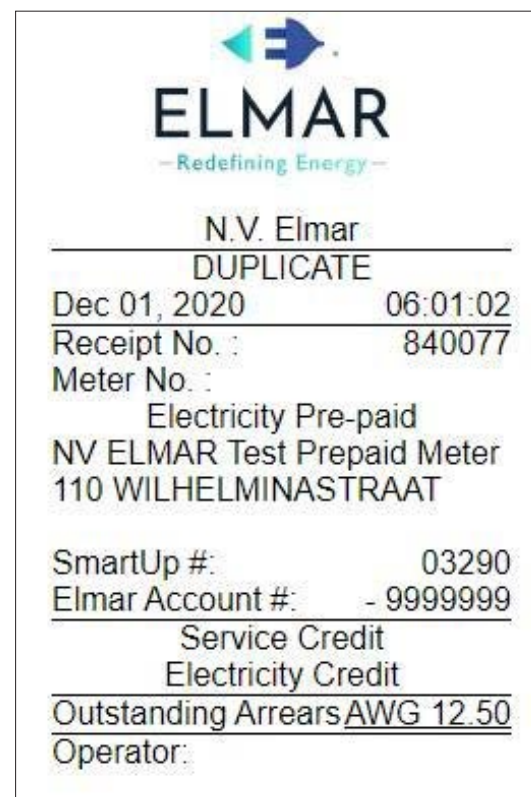 ELMAR
Redefining Energy
N.V. Elmar
DUPLICATE
Dec 01, 2020 06:01:02
Receipt No. : 840077
Meter No. :
Electricity Pre-paid
NV ELMAR Test Prepaid Meter
110 WILHELMINASTRAAT
SmartUp #: 03290
Elmar Account #: - 9999999
Service Credit
Electricity Credit
Outstanding Arrears AWG 12.50
Operator: